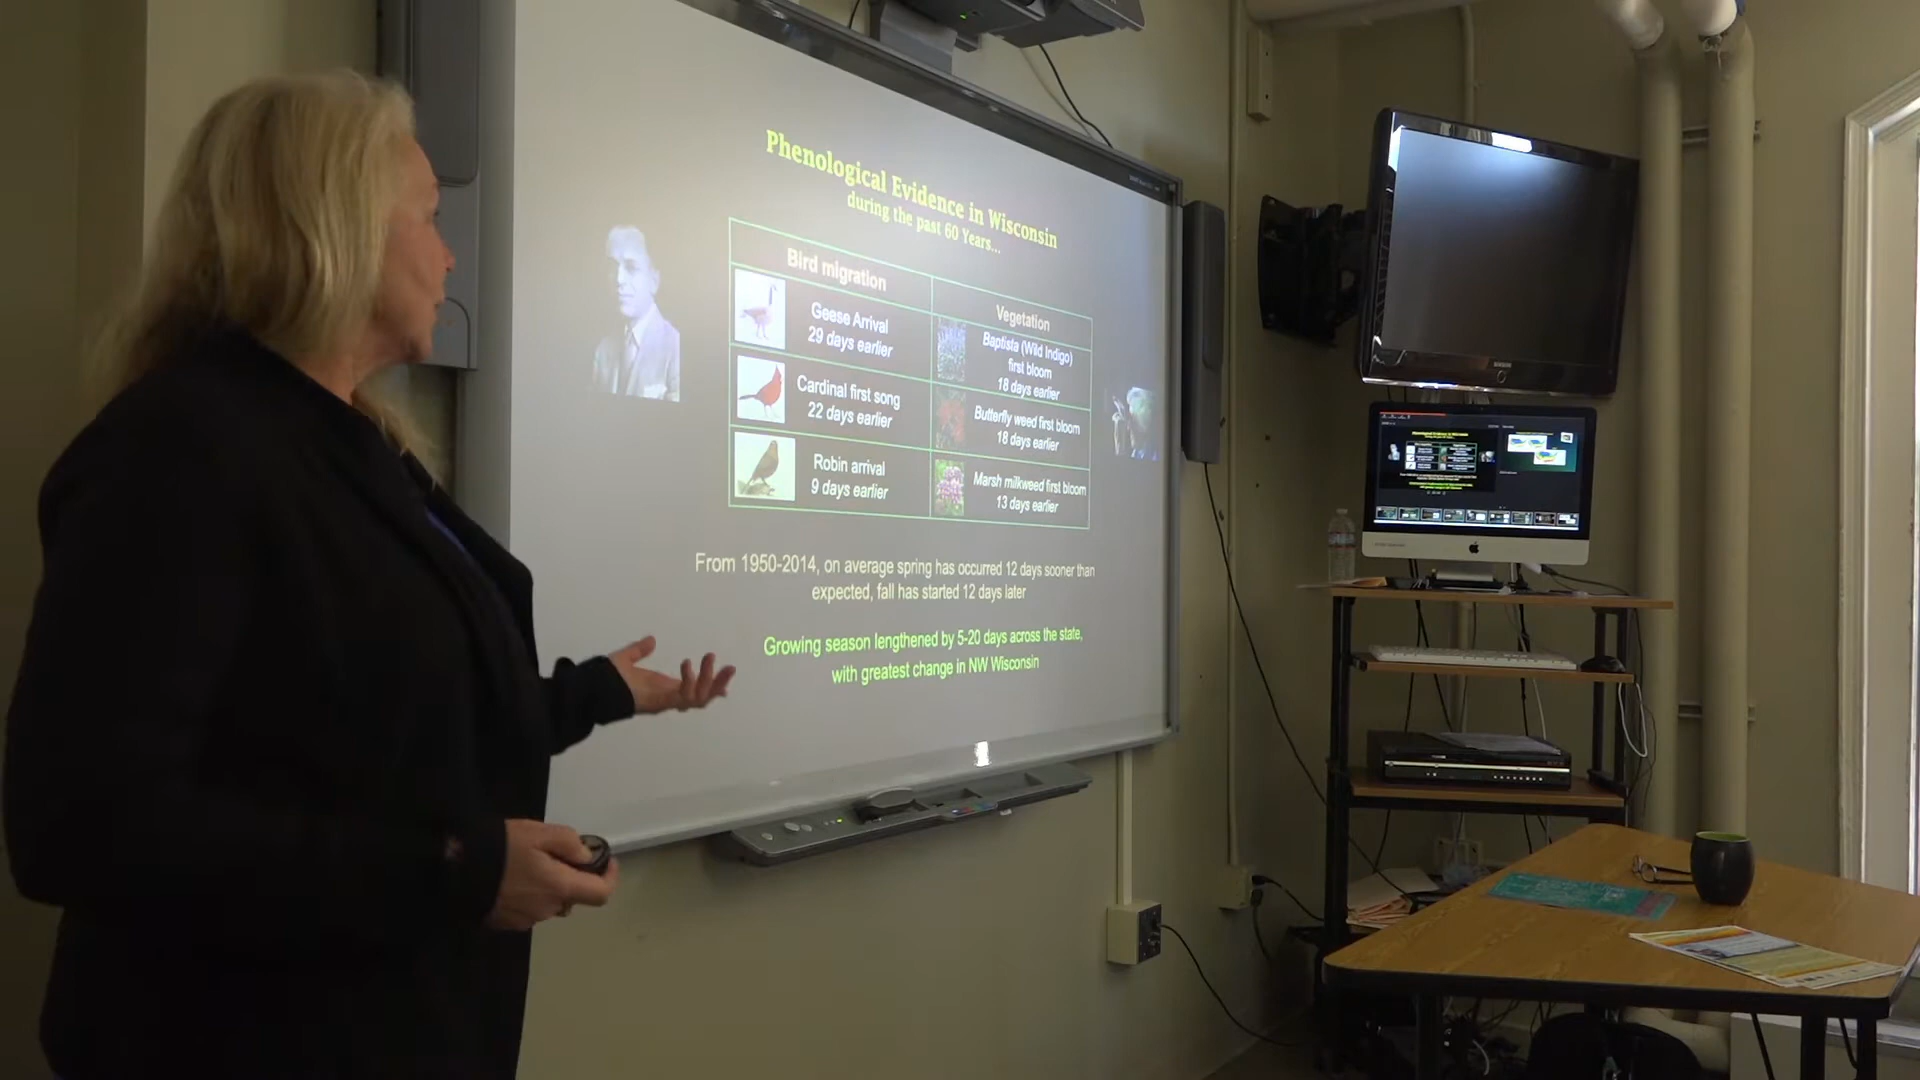 Phenological Evidence in Wisconsin
during the past 60 Years...
Bird migration
Geese Arrival
29 days earlier
Cardinal first song
22 days earlier
Robin arrival
9 days earlier
Vegetation
Baptista (Wild Indigo)
first bloom
18 days earlier
Butterfly weed first bloom
18 days earlier
Marsh milkweed first bloom
13 days earlier
From 1950-2014, on average spring has occurred 12 days sooner than
expected, fall has started 12 days later
Growing season lengthened by 5-20 days across the state,
with greatest change in NW Wisconsin